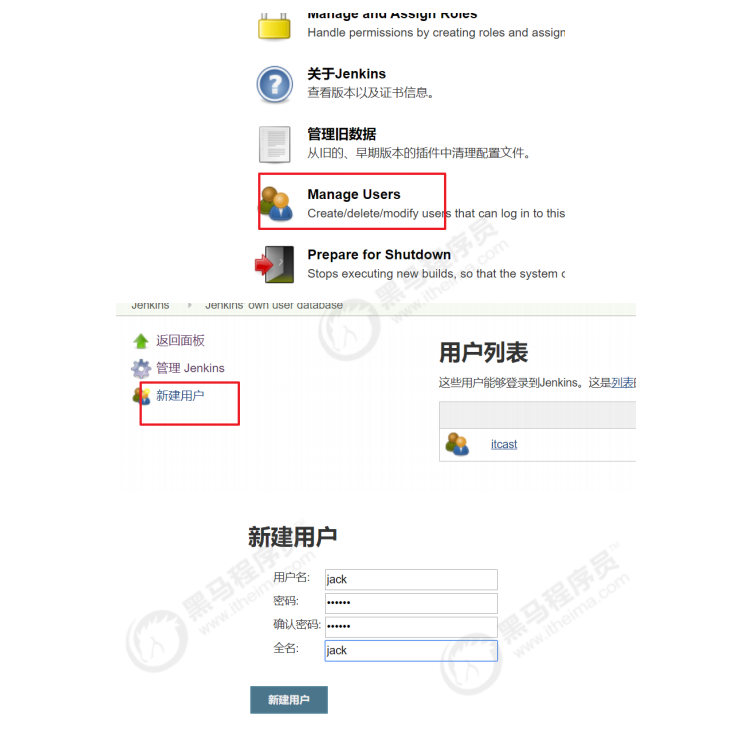 Manage and Assign Roles
Handle permissions by creating roles and assign
关于Jenkins
查看版本以及证书信息。
管理旧数据
从旧的、早期版本的插件中清理配置文件。
Manage Users
Create/delete/modify users that can log in to this
Prepare for Shutdown
Stops executing new builds, so that the system
黑马程序员
www.itheima.com
Jenkins Jenkins' own user database
返回面板
管理 Jenkins
新建用户
用户列表
这些用户能够登录到Jenkins。这是列表
itcast
新建用户
用户名: jack
密码: ••••••
确认密码: ••••••
全名: jack
新建用户
黑马程序员
www.itheima.com
黑马程序员™
www.itheima.com